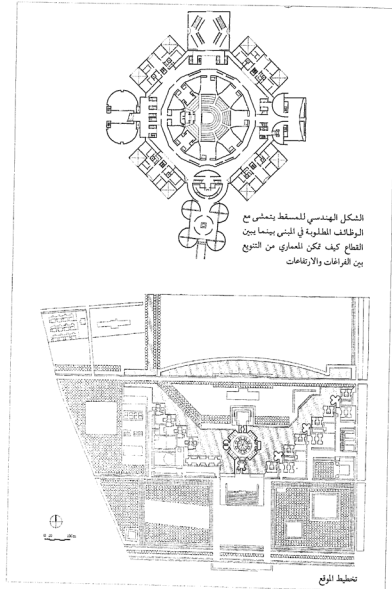 الشكل الهندسي للمسقط يتمشى مع
الوظائف المطلوبة في المبنى بينما يبين
القطاع كيف تمكن المعماري من التنويع
بين الفراغات والارتفاعات
تخطيط الموقع